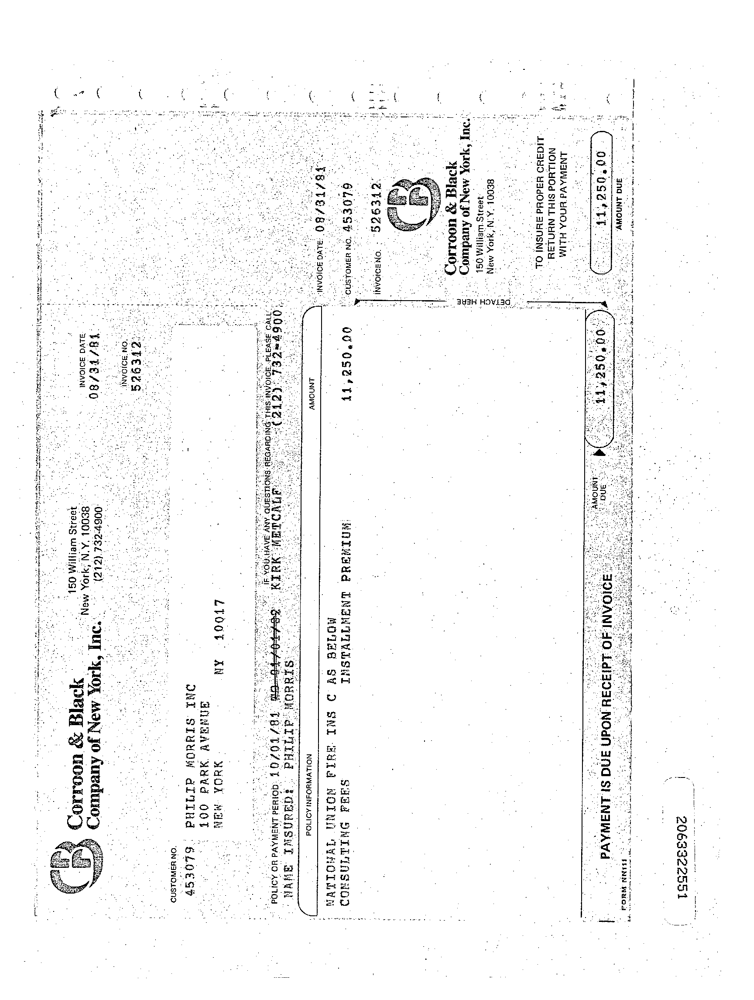 Corroon & Black
Company of New York, Inc.
150 William Street
New York, N.Y. 10038
(212) 732-4900
INVOICE DATE
08/31/81
INVOICE NO.
526312
CUSTOMER NO.
453079 PHILIP MORRIS INC
100 PARK AVENUE
NEW YORK NY 10017
POLICY OR PAYMENT PERIOD 10/01/81 TO 01/01/82
IF YOU HAVE ANY QUESTIONS REGARDING THIS INVOICE, PLEASE CALL
KIRK METCALF (212) 732-4900
NAME INSURED: PHILIP MORRIS
POLICY INFORMATION AMOUNT
NATIONAL UNION FIRE INS C AS BELOW
CONSULTING FEES INSTALLMENT PREMIUM 11,250.00
PAYMENT IS DUE UPON RECEIPT OF INVOICE
AMOUNT DUE 11,250.00
FORM NN111
DETACH HERE
INVOICE DATE: 08/31/81
CUSTOMER NO. 453079
INVOICE NO. 526312
CB
Corroon & Black
Company of New York, Inc.
150 William Street
New York, N.Y. 10038
TO INSURE PROPER CREDIT
RETURN THIS PORTION
WITH YOUR PAYMENT
11,250.00
AMOUNT DUE
2063322551